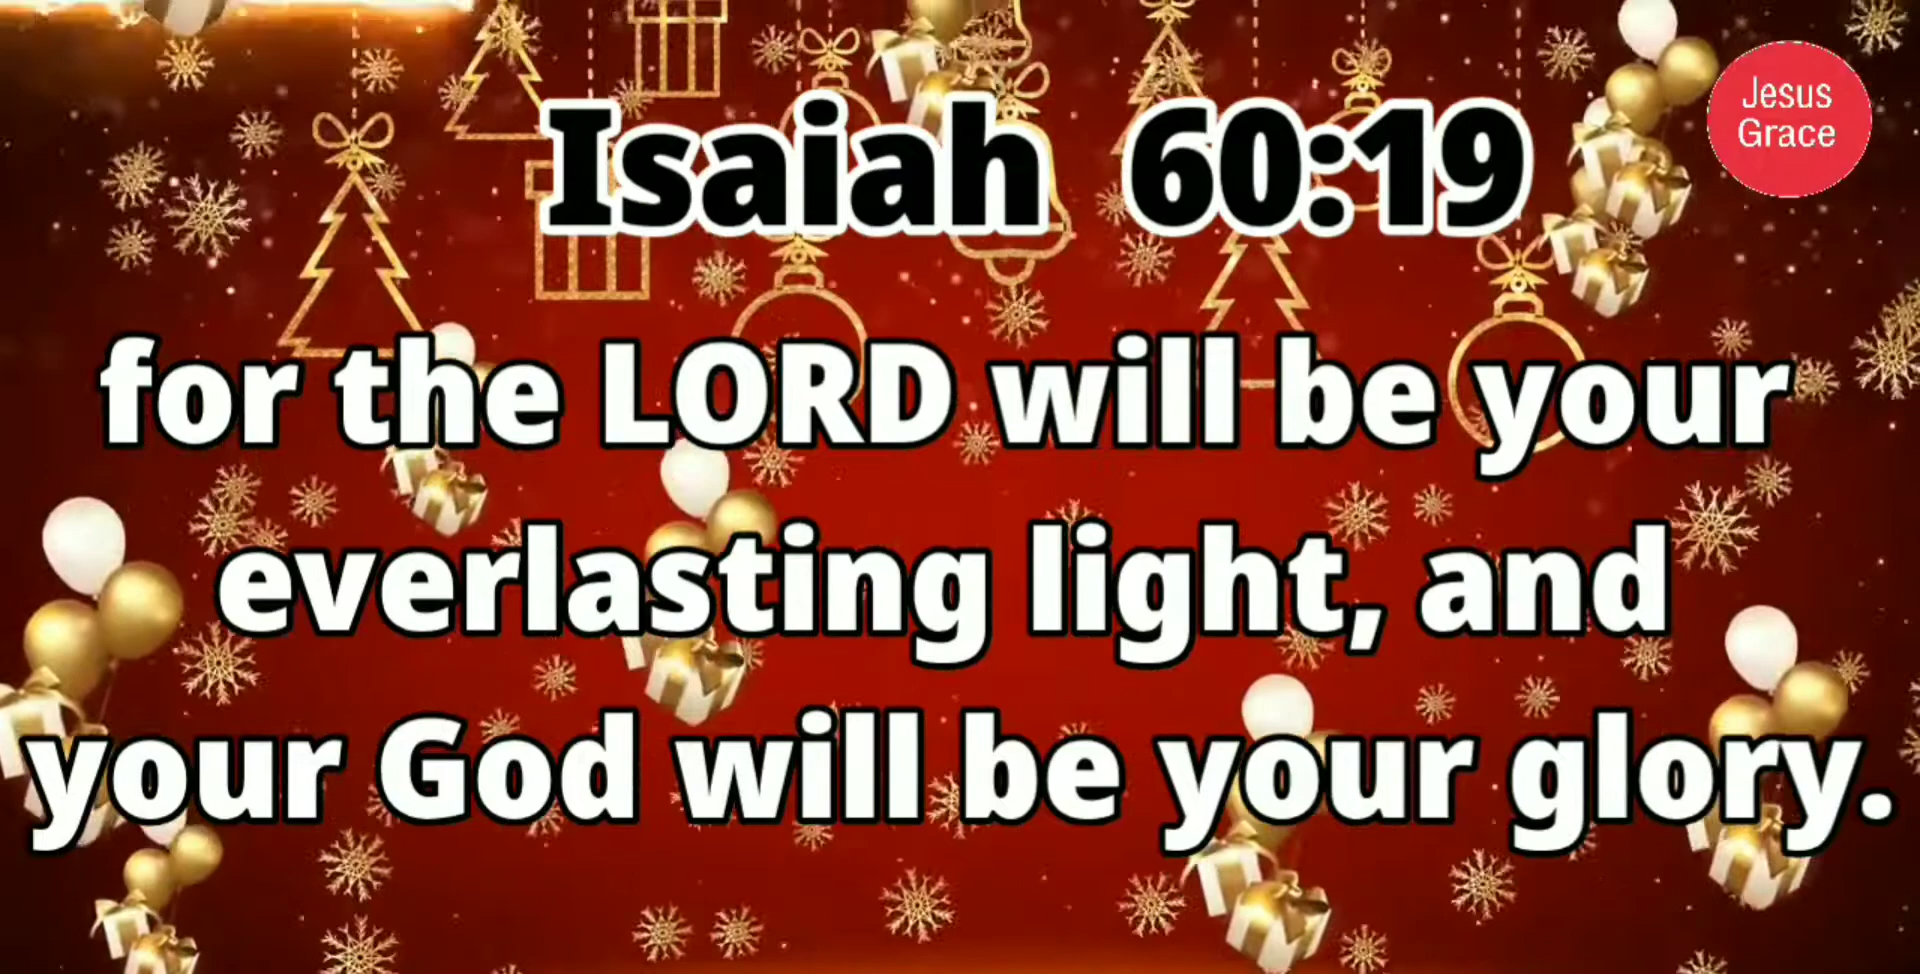 Isaiah 60:19
Jesus
Grace
for the LORD will be your
everlasting light, and
your God will be your glory.